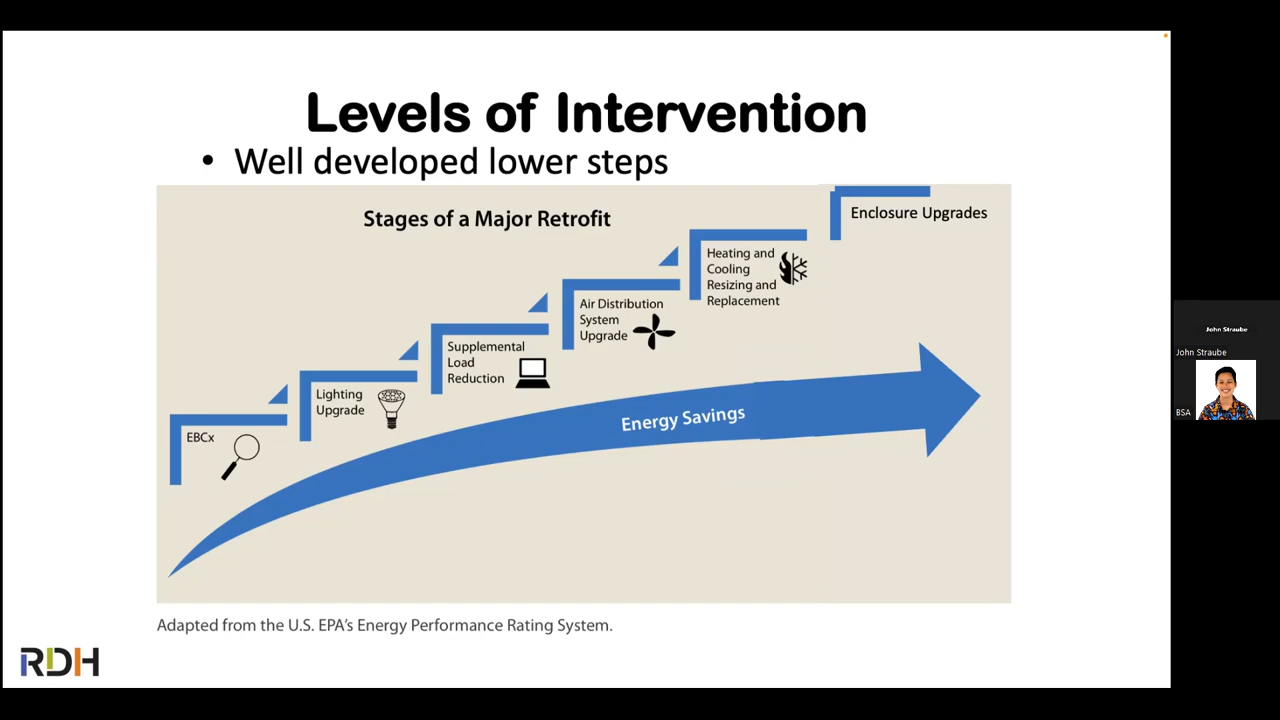 Levels of Intervention
• Well developed lower steps
Stages of a Major Retrofit
Enclosure Upgrades
Heating and
Cooling
Resizing and
Replacement
Air Distribution
System
Upgrade
Supplemental
Load
Reduction
Lighting
Upgrade
EBCx
Energy Savings
Adapted from the U.S. EPA's Energy Performance Rating System.
RDH
John Straube
John Straube
BSA